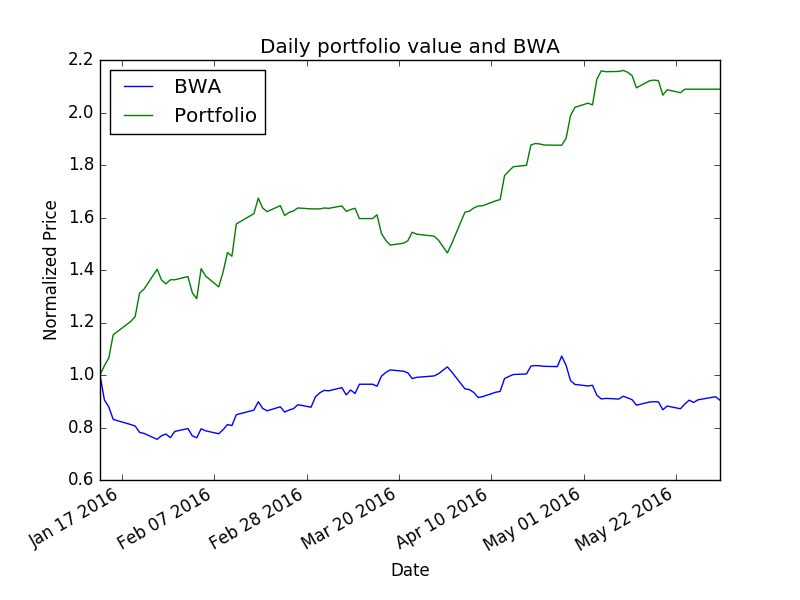 Daily portfolio value and BWA
BWA
Portfolio
2.2
2.0
1.8
1.6
1.4
1.2
1.0
0.8
0.6
Normalized Price
Jan 17 2016
Feb 07 2016
Feb 28 2016
Mar 20 2016
Apr 10 2016
May 01 2016
May 22 2016
Date